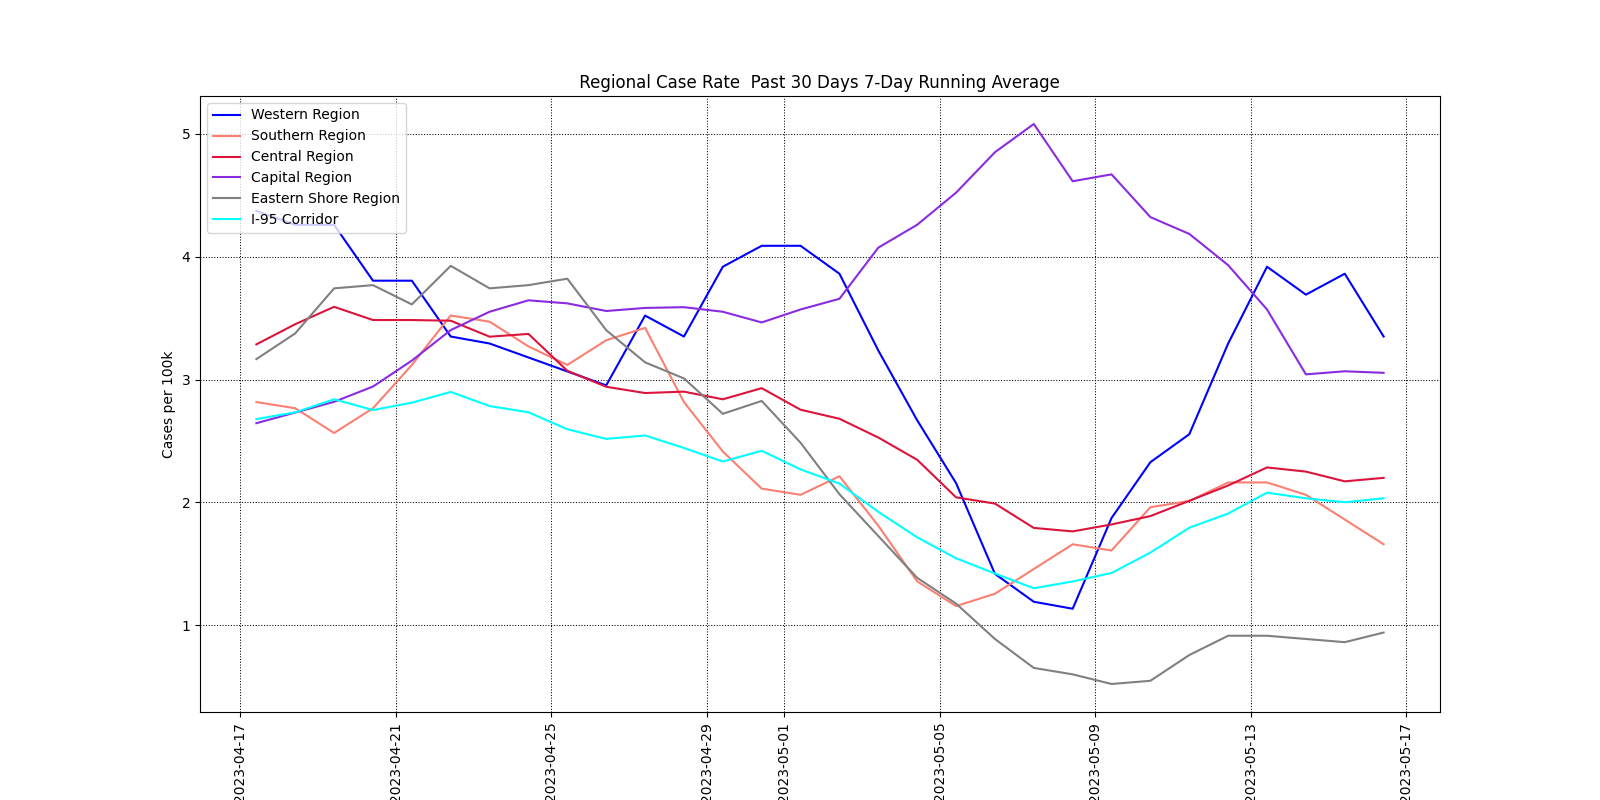 Regional Case Rate  Past 30 Days 7-Day Running Average
Western Region
Southern Region
Central Region
Capital Region
Eastern Shore Region
I-95 Corridor
Cases per 100k
5
4
3
2
1
2023-04-17
2023-04-21
2023-04-25
2023-04-29
2023-05-01
2023-05-05
2023-05-09
2023-05-13
2023-05-17